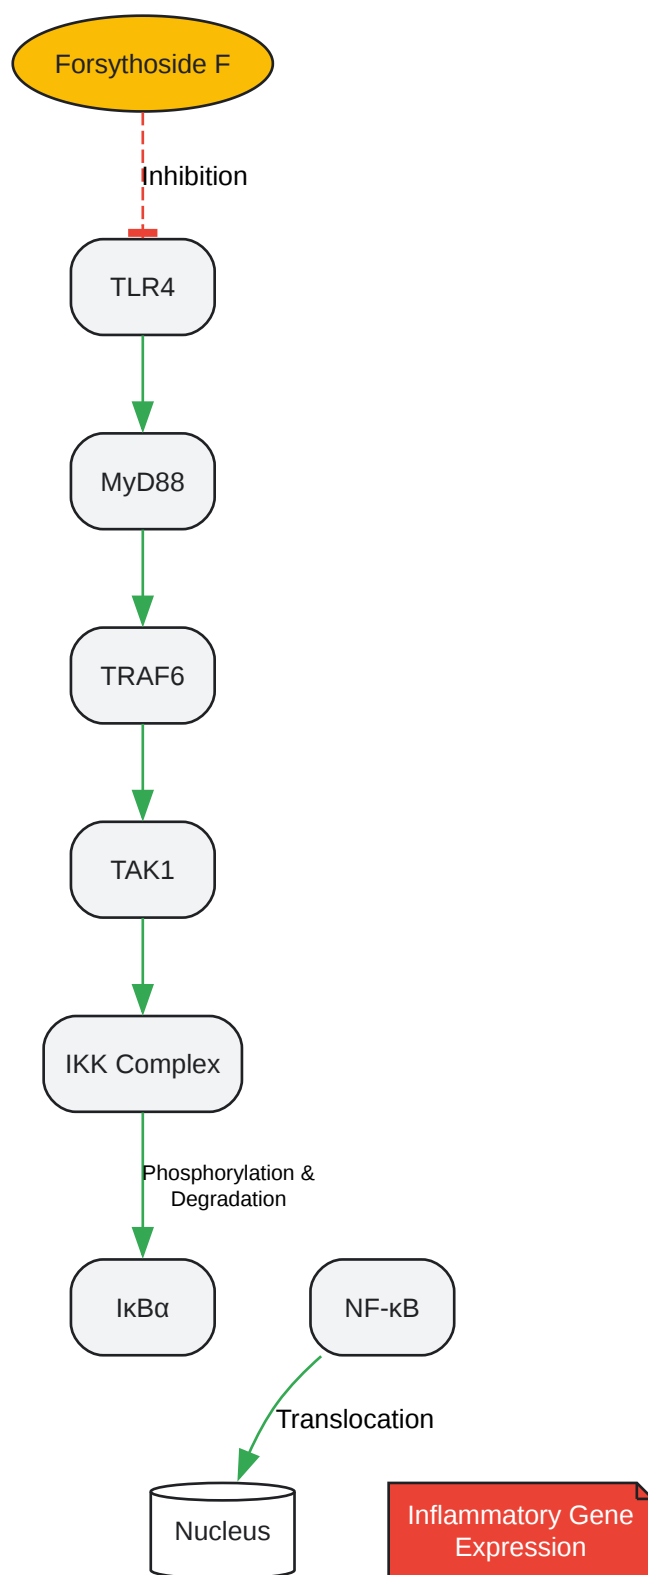 Forsythoside F
Inhibition
TLR4
MyD88
TRAF6
TAK1
IKK Complex
Phosphorylation &
Degradation
IκBα
NF-κB
Translocation
Nucleus
Inflammatory Gene
Expression